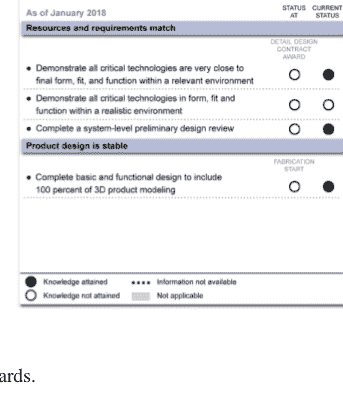 As of January 2018
STATUS AT
CURRENT STATUS
Resources and requirements match
DETAIL DESIGN
CONTRACT
AWARD
• Demonstrate all critical technologies are very close to
final form, fit, and function within a relevant environment
• Demonstrate all critical technologies in form, fit and
function within a realistic environment
• Complete a system-level preliminary design review
Product design is stable
FABRICATION
START
• Complete basic and functional design to include
100 percent of 3D product modeling
Knowledge attained
Information not available
Knowledge not attained
Not applicable
ards.